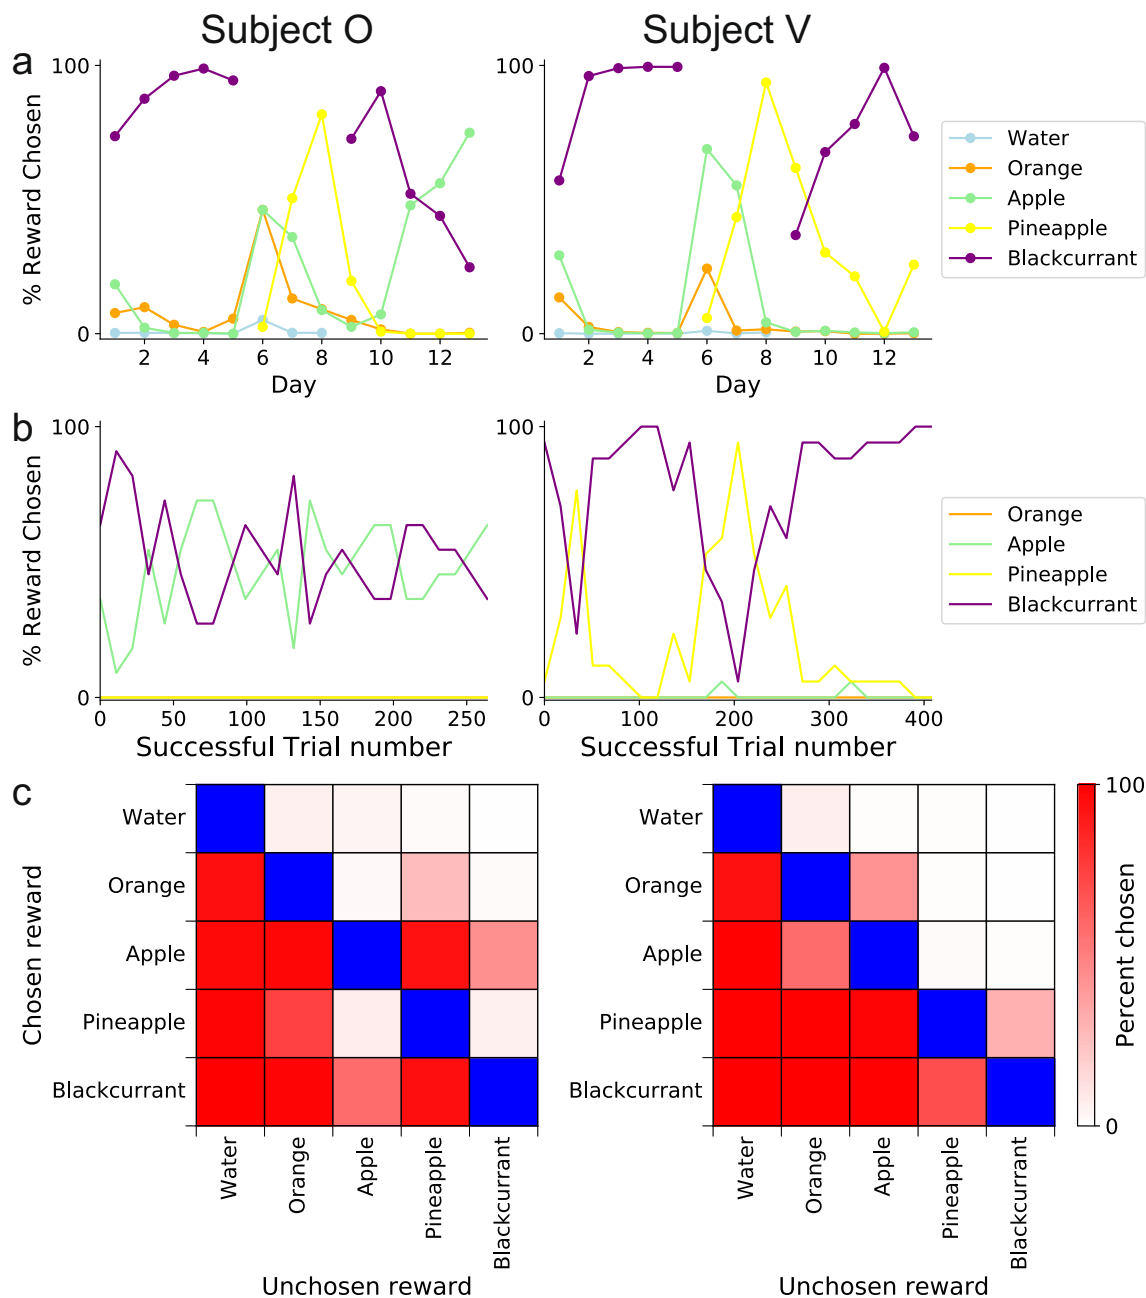 Subject O
Subject V
a
% Reward Chosen
100
0
2 4 6 8 10 12
Day
100
0
2 4 6 8 10 12
Day
Water
Orange
Apple
Pineapple
Blackcurrant
b
% Reward Chosen
100
0
0 50 100 150 200 250
Successful Trial number
100
0
0 100 200 300 400
Successful Trial number
Orange
Apple
Pineapple
Blackcurrant
c
Chosen reward
Water
Orange
Apple
Pineapple
Blackcurrant
Water
Orange
Apple
Pineapple
Blackcurrant
Unchosen reward
Water
Orange
Apple
Pineapple
Blackcurrant
Water
Orange
Apple
Pineapple
Blackcurrant
Unchosen reward
100
0
Percent chosen